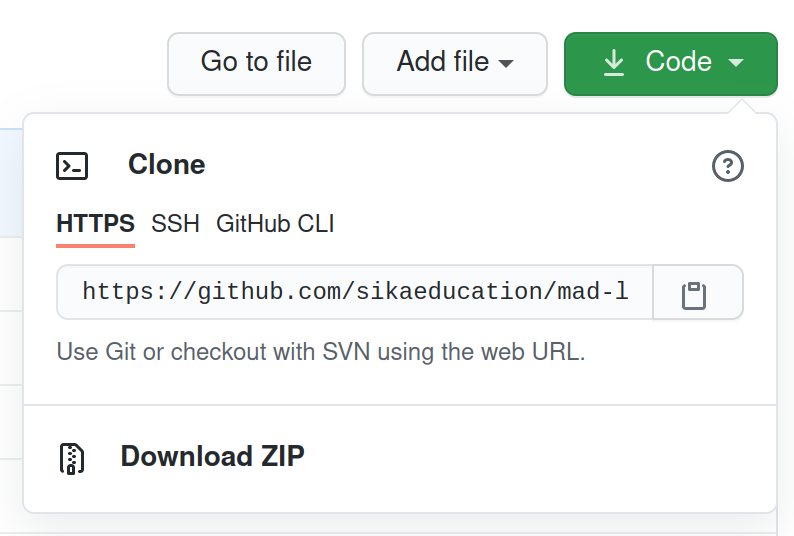 Go to file Add file Code
Clone
HTTPS SSH GitHub CLI
https://github.com/sikaeducation/mad-l
Use Git or checkout with SVN using the web URL.
Download ZIP